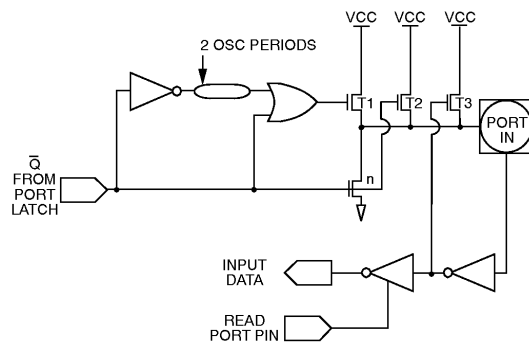 VCC VCC VCC
2 OSC PERIODS
T1 T2 T3
PORT
IN
Q
FROM
PORT
LATCH
n
INPUT
DATA
READ
PORT PIN